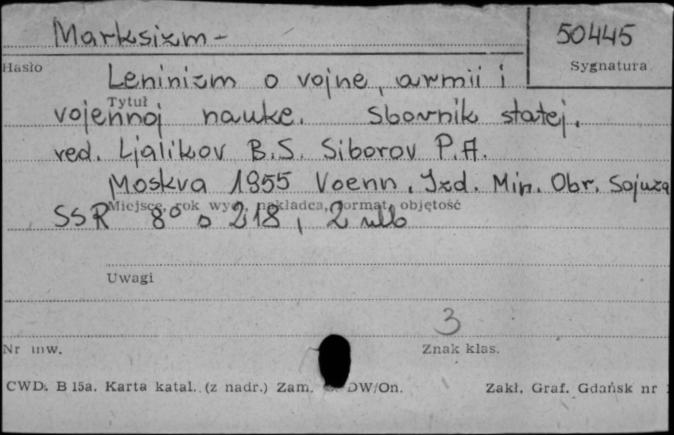 Marksizm - 50445
Hasło Sygnatura
Leninizm o vojne, armii i
Tytuł
vojennoj nauke. Sbornik statej.
red. Ljalikov B.S. Siborov P.A.
Moskva 1955 Voenn. Izd. Min. Obr. Sojuza
Miejsce, rok wyd., nakładca, format, objętość
SSR 8° s 218, 2 nlb
Uwagi
3
Nr inw. Znak klas.
CWD. B 15a. Karta katal. (z nadr.) Zam. DW/On. Zakł. Graf. Gdańsk nr